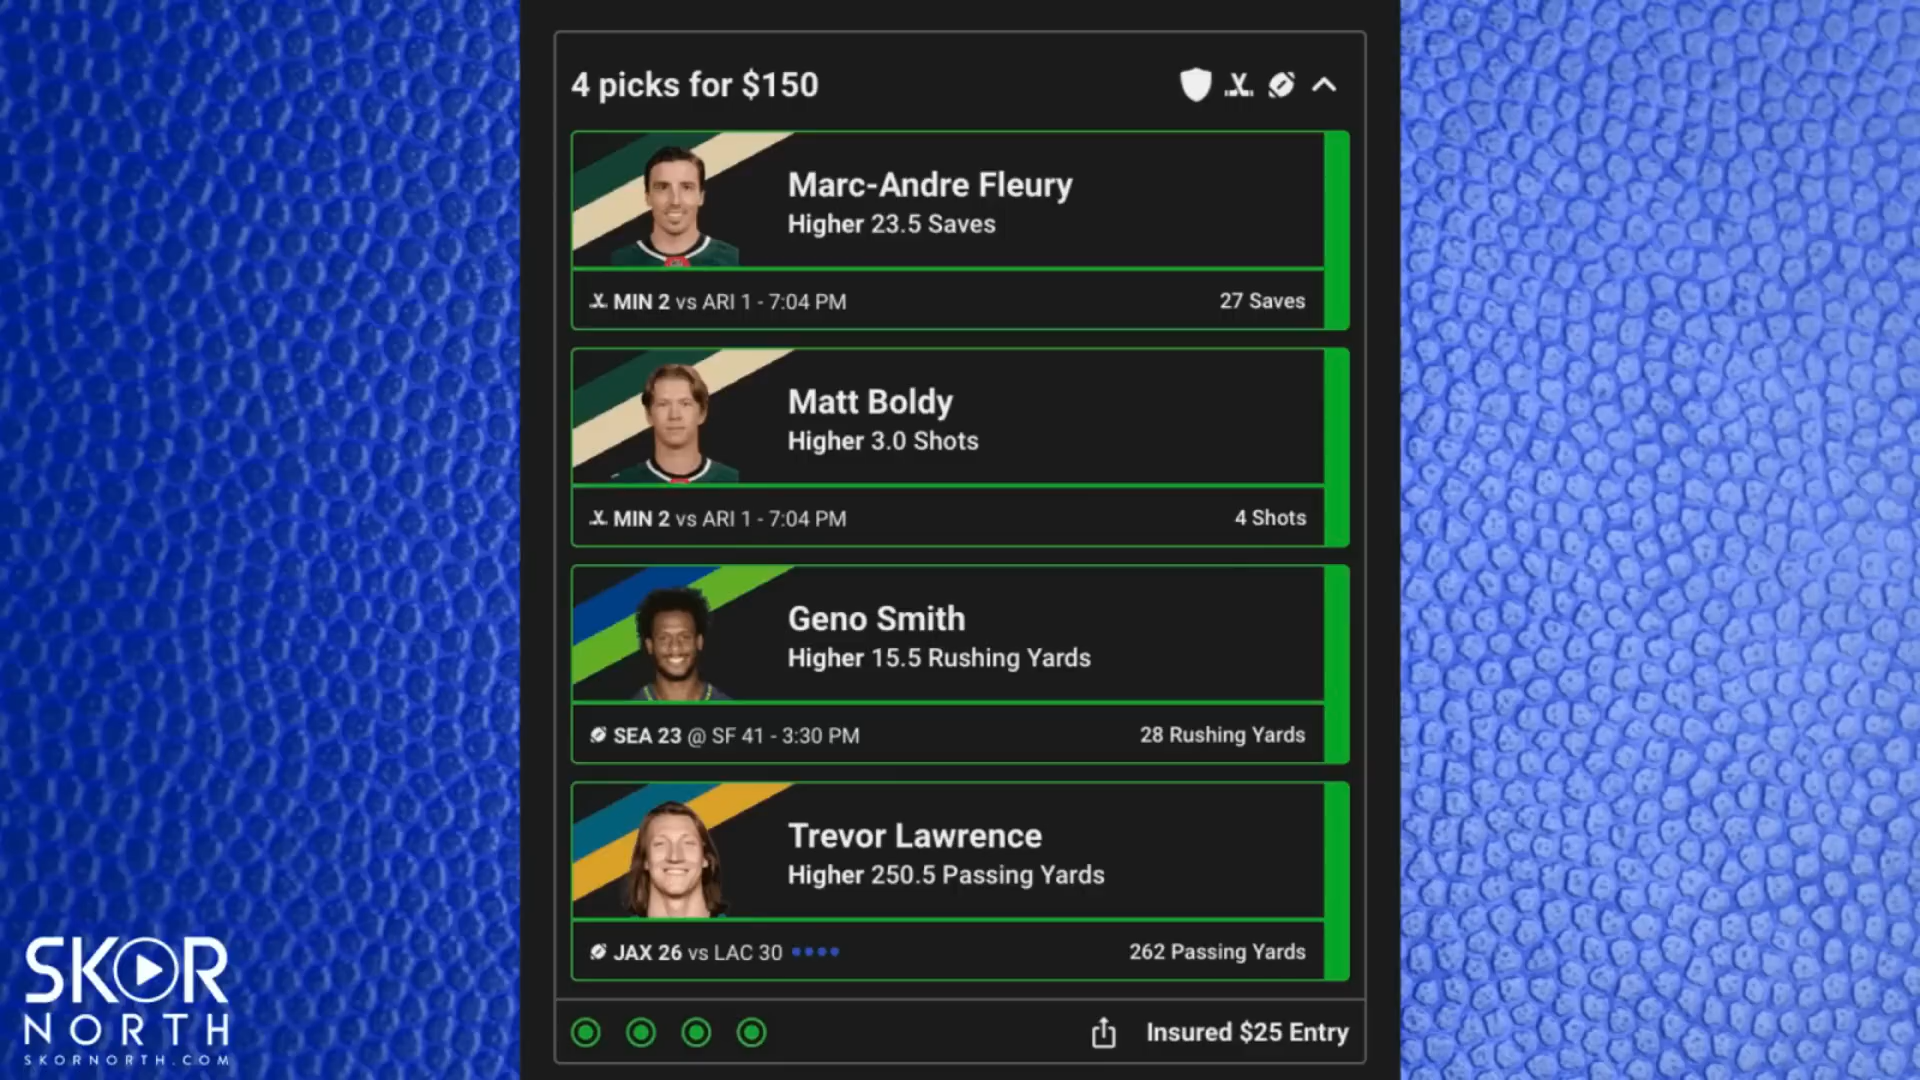 4 picks for $150
Marc-Andre Fleury
Higher 23.5 Saves
MIN 2 vs ARI 1 - 7:04 PM
27 Saves
Matt Boldy
Higher 3.0 Shots
MIN 2 vs ARI 1 - 7:04 PM
4 Shots
Geno Smith
Higher 15.5 Rushing Yards
SEA 23 @ SF 41 - 3:30 PM
28 Rushing Yards
Trevor Lawrence
Higher 250.5 Passing Yards
JAX 26 vs LAC 30
262 Passing Yards
Insured $25 Entry
SKOR
NORTH
SKORNORTH.COM